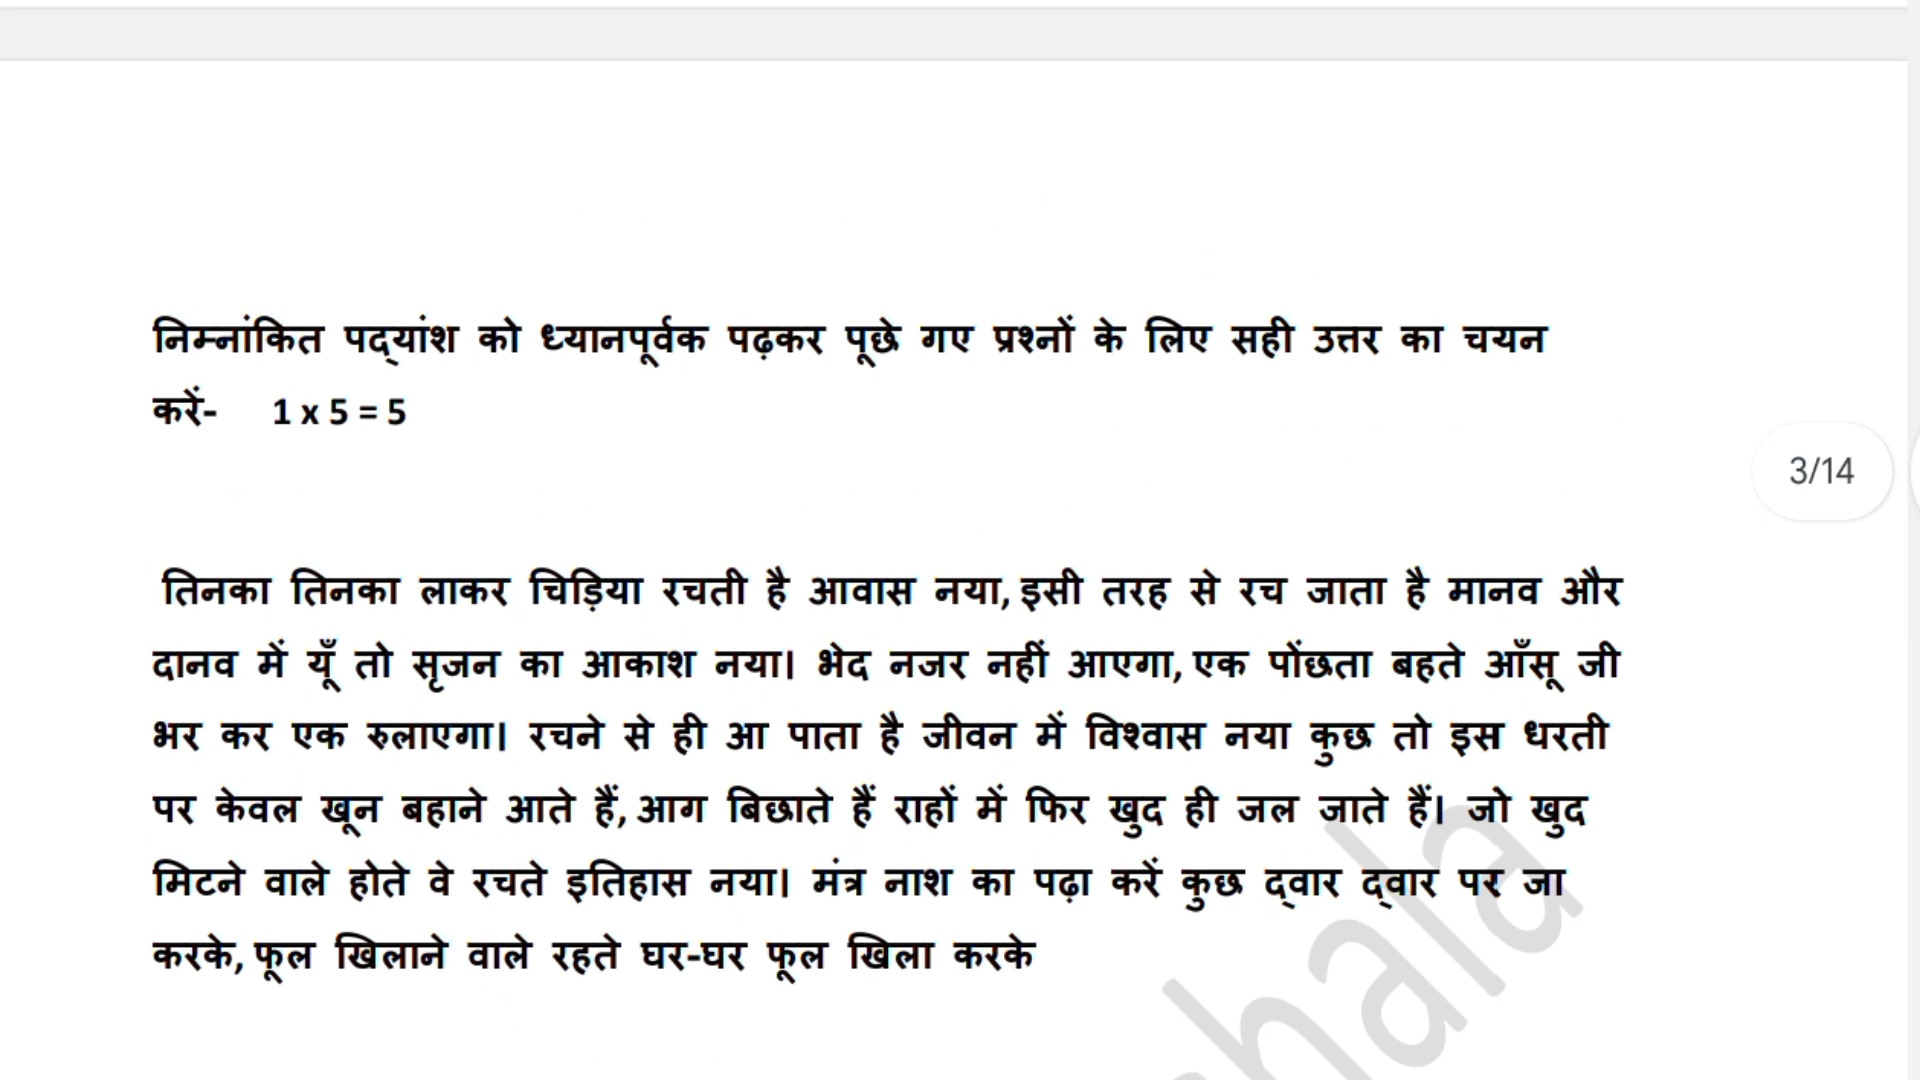 निम्नांकित पद्यांश को ध्यानपूर्वक पढ़कर पूछे गए प्रश्नों के लिए सही उत्तर का चयन
करें- 1 x 5 = 5
3/14
तिनका तिनका लाकर चिड़िया रचती है आवास नया, इसी तरह से रच जाता है मानव और
दानव में यूँ तो सृजन का आकाश नया। भेद नजर नहीं आएगा, एक पोंछता बहते आँसू जी
भर कर एक रुलाएगा। रचने से ही आ पाता है जीवन में विश्वास नया कुछ तो इस धरती
पर केवल खून बहाने आते हैं, आग बिछाते हैं राहों में फिर खुद ही जल जाते हैं। जो खुद
मिटने वाले होते वे रचते इतिहास नया। मंत्र नाश का पढ़ा करें कुछ द्वार द्वार पर जा
करके, फूल खिलाने वाले रहते घर-घर फूल खिला करके
hala